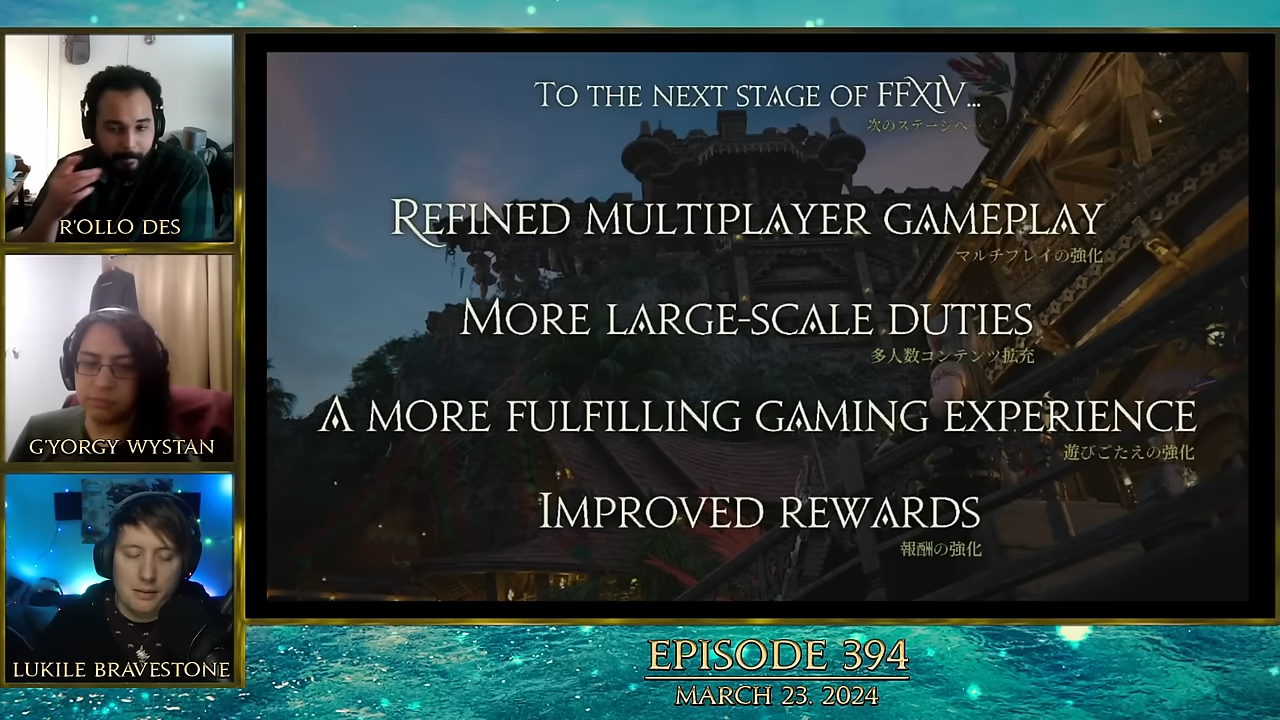 TO THE NEXT STAGE OF FFXIV...
次のステージへ
REFINED MULTIPLAYER GAMEPLAY
マルチプレイの強化
MORE LARGE-SCALE DUTIES
多人数コンテンツ拡充
A MORE FULFILLING GAMING EXPERIENCE
遊びごたえの強化
IMPROVED REWARDS
報酬の強化
R'OLLO DES
G'YORGY WYSTAN
LUKILE BRAVESTONE
EPISODE 394
MARCH 23. 2024